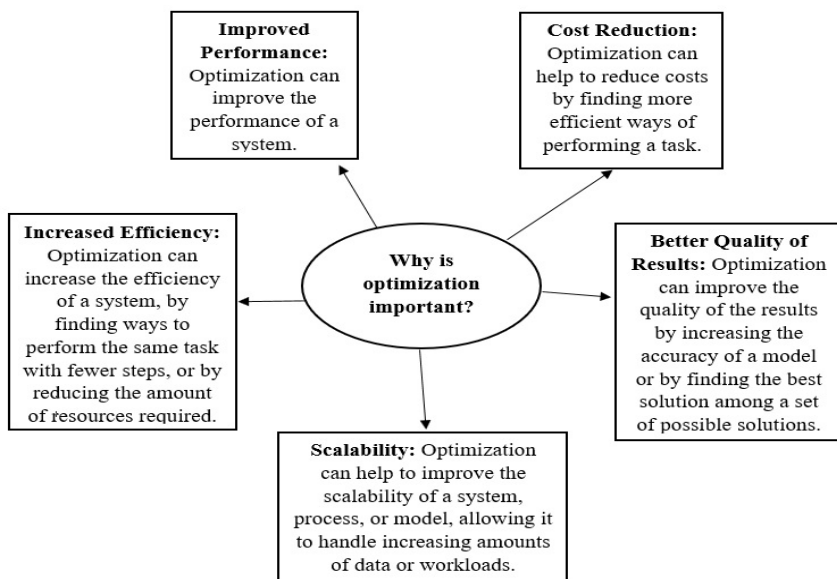 Improved
Performance:
Optimization can
improve the
performance of a
system.
Cost Reduction:
Optimization can
help to reduce costs
by finding more
efficient ways of
performing a task.
Increased Efficiency:
Optimization can
increase the efficiency
of a system, by
finding ways to
perform the same task
with fewer steps, or by
reducing the amount
of resources required.
Why is
optimization
important?
Better Quality of
Results: Optimization
can improve the
quality of the results
by increasing the
accuracy of a model
or by finding the best
solution among a set
of possible solutions.
Scalability: Optimization
can help to improve the
scalability of a system,
process, or model, allowing it
to handle increasing amounts
of data or workloads.